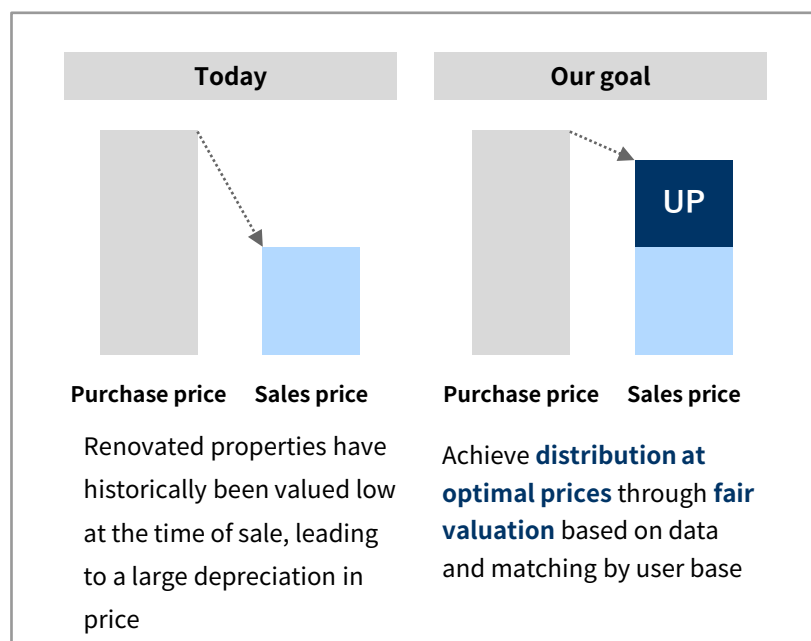 Today
Purchase price
Sales price
Renovated properties have
historically been valued low
at the time of sale, leading
to a large depreciation in
price
Our goal
UP
Purchase price
Sales price
Achieve distribution at
optimal prices through fair
valuation based on data
and matching by user base